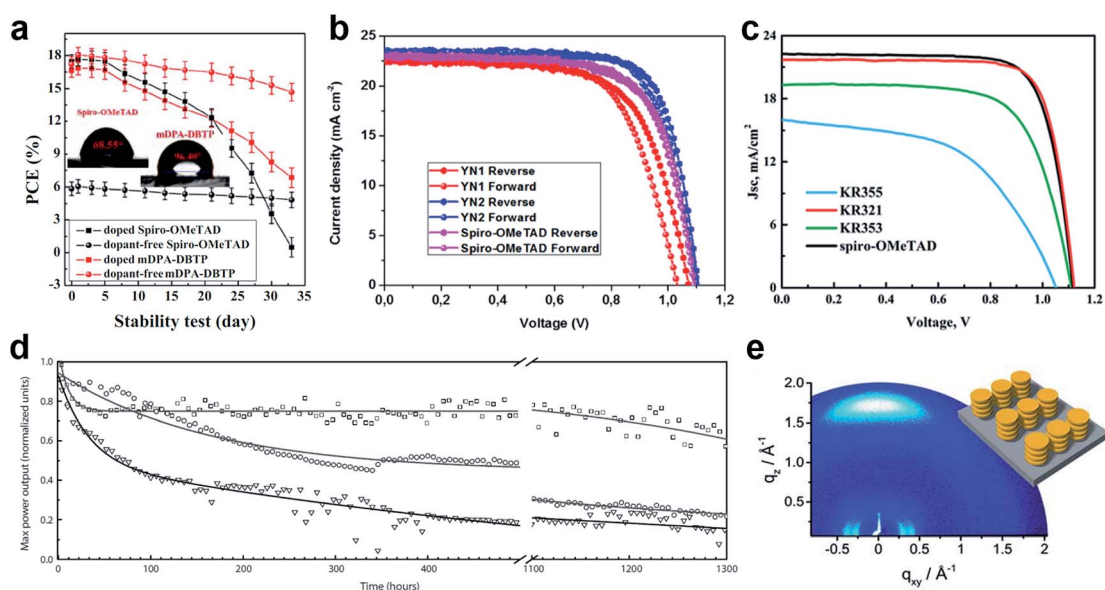 a
18
15
12
9
6
3
0
-3
PCE (%)
Spiro-OMeTAD
68.55°
mDPA-DBTP
96.40°
doped Spiro-OMeTAD
dopant-free Spiro-OMeTAD
doped mDPA-DBTP
dopant-free mDPA-DBTP
0 5 10 15 20 25 30 35
Stability test (day)
b
25
20
15
10
5
0
Current density (mA cm⁻²)
YN1 Reverse
YN1 Forward
YN2 Reverse
YN2 Forward
Spiro-OMeTAD Reverse
Spiro-OMeTAD Forward
0,0 0,2 0,4 0,6 0,8 1,0 1,2
Voltage (V)
c
24
18
12
6
0
Jsc, mA/cm²
KR355
KR321
KR353
spiro-OMeTAD
0.0 0.2 0.4 0.6 0.8 1.0 1.2
Voltage, V
d
1.0
0.8
0.6
0.4
0.2
0.0
Max power output (normalized units)
0 100 200 300 400 1100 1200 1300
Time (hours)
e
2.0
1.5
1.0
0.5
q_z / Å⁻¹
-0.5 0 0.5 1 1.5 2
q_xy / Å⁻¹